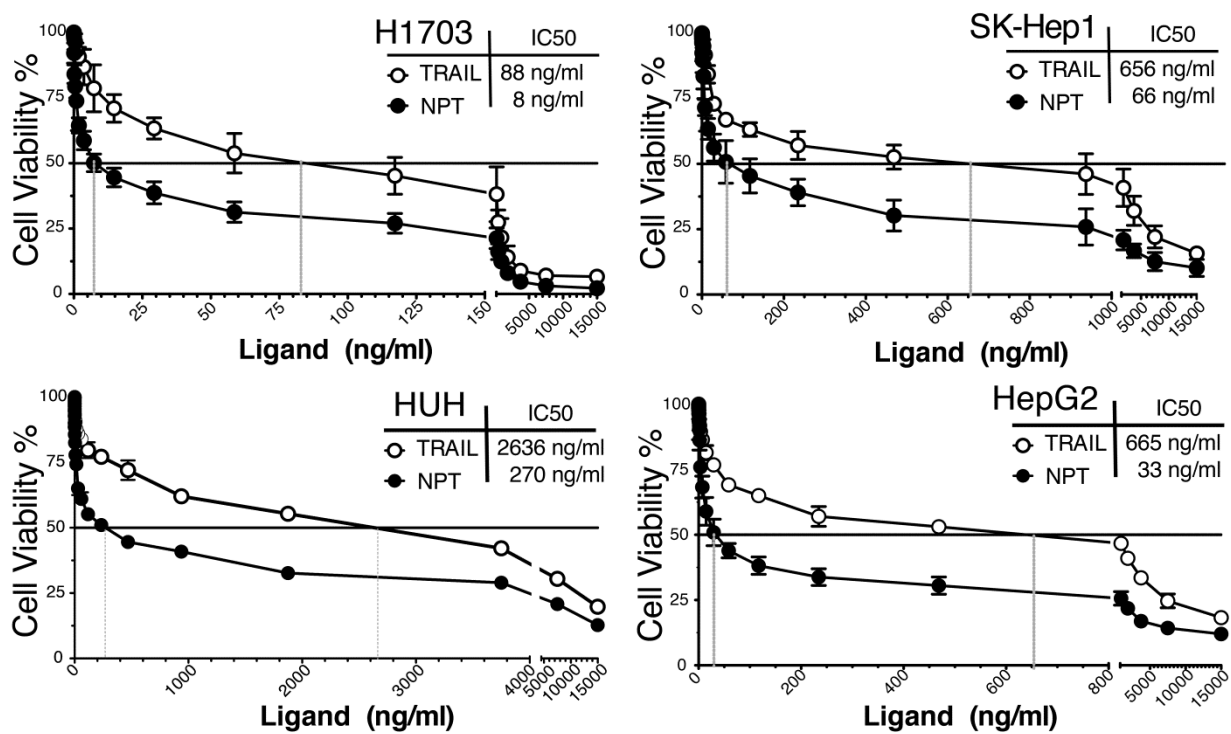 H1703
IC50
TRAIL 88 ng/ml
NPT 8 ng/ml
Cell Viability %
100
75
50
25
0
0 25 50 75 100 125 150 5000 10000 15000
Ligand (ng/ml)
SK-Hep1
IC50
TRAIL 656 ng/ml
NPT 66 ng/ml
Cell Viability %
100
75
50
25
0
0 200 400 600 800 1000 5000 10000 15000
Ligand (ng/ml)
HUH
IC50
TRAIL 2636 ng/ml
NPT 270 ng/ml
Cell Viability %
100
75
50
25
0
0 1000 2000 3000 4000 5000 10000 15000
Ligand (ng/ml)
HepG2
IC50
TRAIL 665 ng/ml
NPT 33 ng/ml
Cell Viability %
100
75
50
25
0
0 200 400 600 800 5000 10000 15000
Ligand (ng/ml)